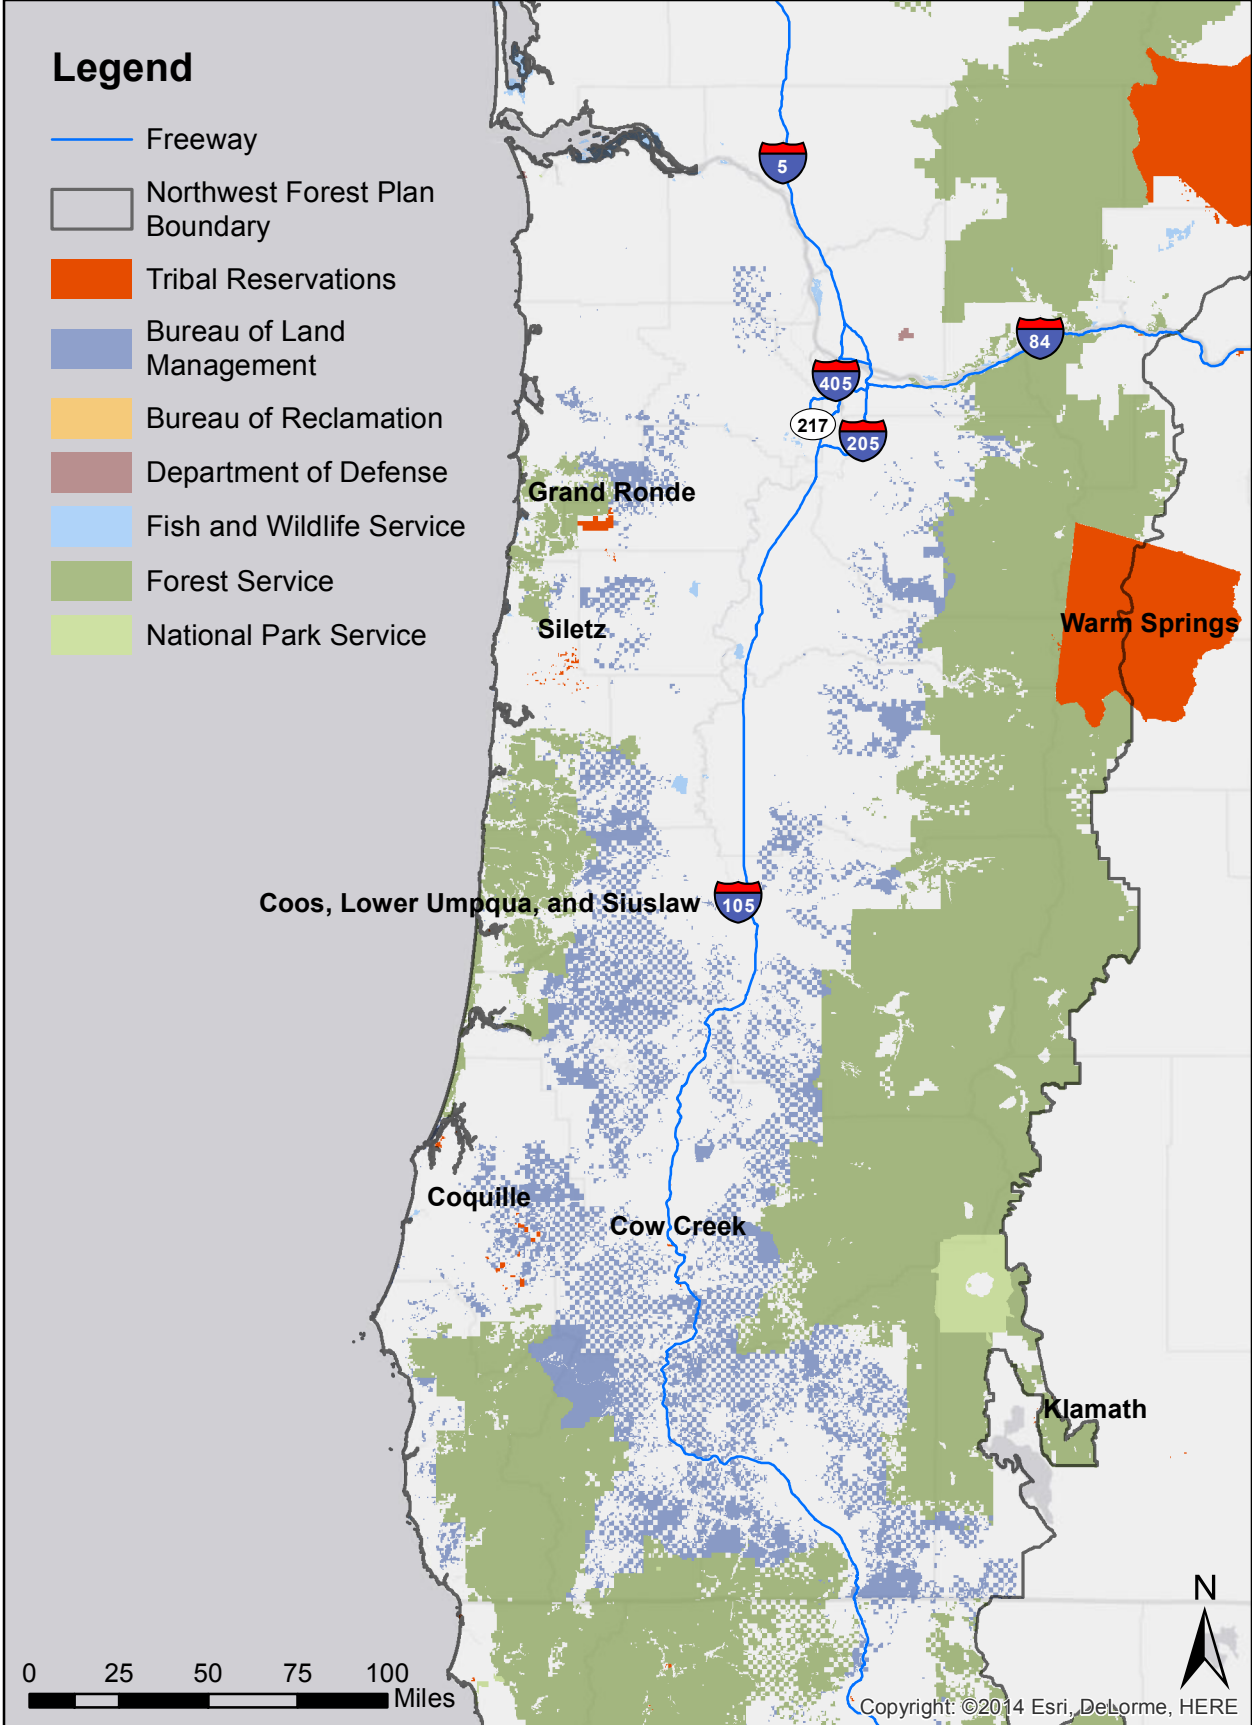 Legend
Freeway
Northwest Forest Plan
Boundary
Tribal Reservations
Bureau of Land
Management
Bureau of Reclamation
Department of Defense
Fish and Wildlife Service
Forest Service
National Park Service
5
84
405
217
205
Grand Ronde
Siletz
Warm Springs
Coos, Lower Umpqua, and Siuslaw
105
Coquille
Cow Creek
Klamath
N
0 25 50 75 100
Miles
Copyright: ©2014 Esri, DeLorme, HERE